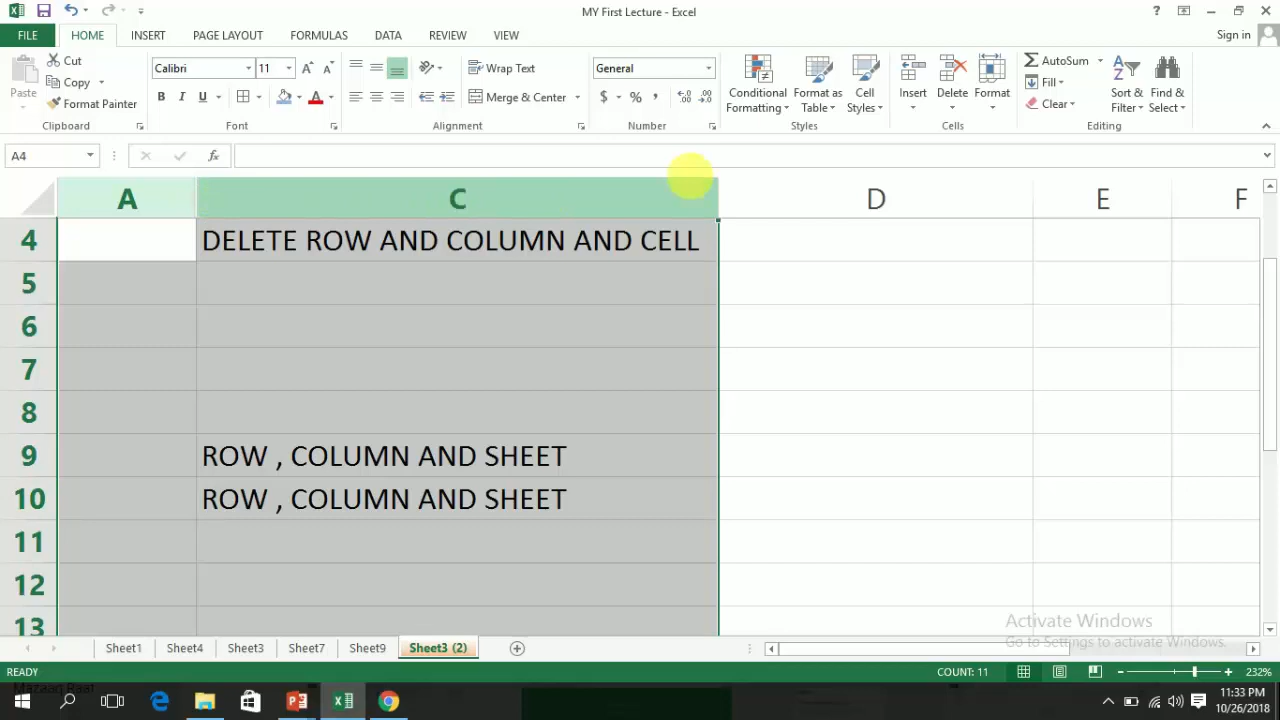 MY First Lecture - Excel
?
FILE HOME INSERT PAGE LAYOUT FORMULAS DATA REVIEW VIEW Sign in
Paste Cut Copy Format Painter Clipboard
Calibri 11 B I U A Font
Wrap Text Merge & Center Alignment
General $ % , Number
Conditional Formatting Format as Table Cell Styles Styles
Insert Delete Format Cells
AutoSum Fill Clear Sort & Filter Find & Select Editing
A4 fx
A C D E F
4 DELETE ROW AND COLUMN AND CELL
5
6
7
8
9 ROW , COLUMN AND SHEET
10 ROW , COLUMN AND SHEET
11
12
13
Activate Windows
Go to Settings to activate Windows.
Sheet1 Sheet4 Sheet3 Sheet7 Sheet9 Sheet3 (2)
READY COUNT: 11 232%
11:33 PM
10/26/2018